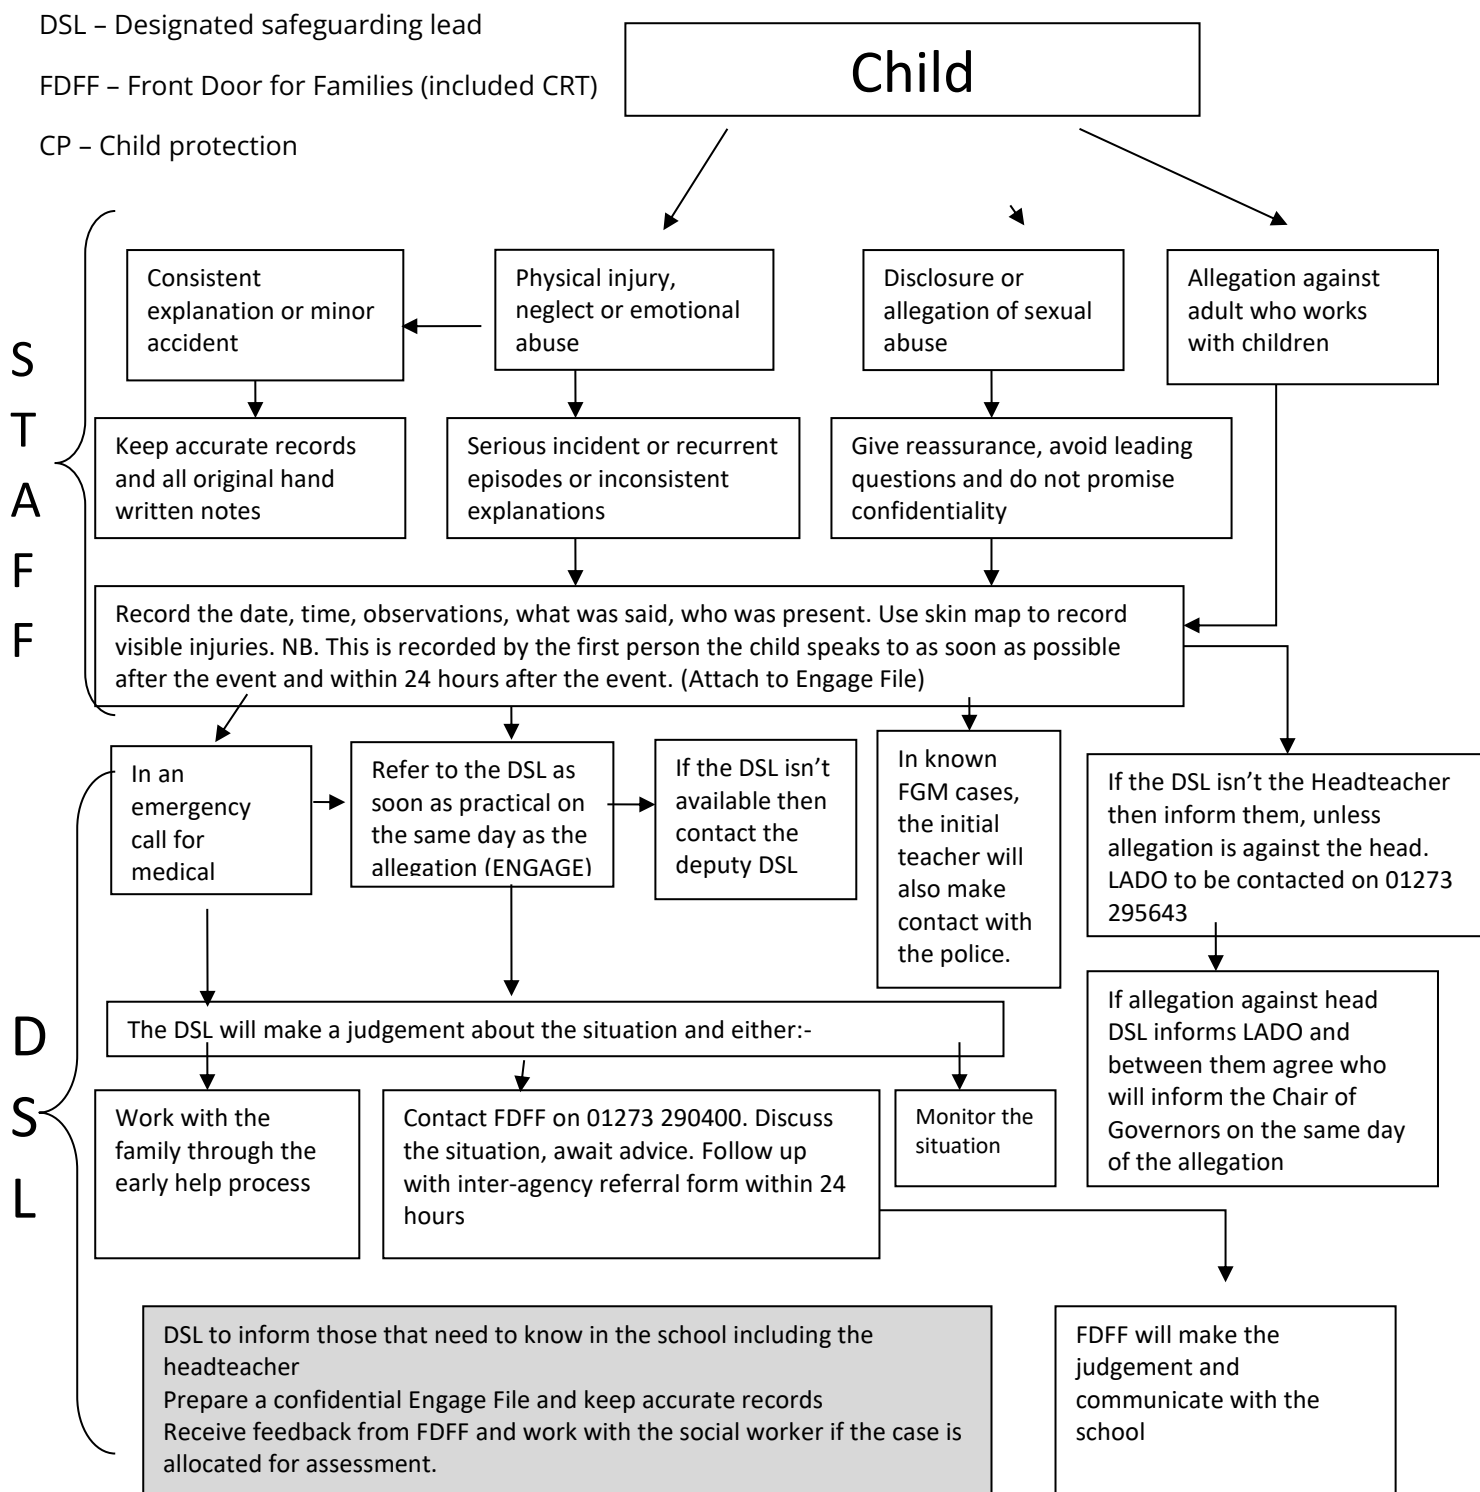 DSL – Designated safeguarding lead
FDFF – Front Door for Families (included CRT)
CP – Child protection
Child
S
T
A
F
F
Consistent
explanation or minor
accident
Physical injury,
neglect or emotional
abuse
Disclosure or
allegation of sexual
abuse
Allegation against
adult who works
with children
Keep accurate records
and all original hand
written notes
Serious incident or recurrent
episodes or inconsistent
explanations
Give reassurance, avoid leading
questions and do not promise
confidentiality
Record the date, time, observations, what was said, who was present. Use skin map to record
visible injuries. NB. This is recorded by the first person the child speaks to as soon as possible
after the event and within 24 hours after the event. (Attach to Engage File)
D
S
L
In an
emergency
call for
medical
Refer to the DSL as
soon as practical on
the same day as the
allegation (ENGAGE)
If the DSL isn’t
available then
contact the
deputy DSL
In known
FGM cases,
the initial
teacher will
also make
contact with
the police.
If the DSL isn’t the Headteacher
then inform them, unless
allegation is against the head.
LADO to be contacted on 01273
295643
If allegation against head
DSL informs LADO and
between them agree who
will inform the Chair of
Governors on the same day
of the allegation
The DSL will make a judgement about the situation and either:-
Work with the
family through the
early help process
Contact FDFF on 01273 290400. Discuss
the situation, await advice. Follow up
with inter-agency referral form within 24
hours
Monitor the
situation
DSL to inform those that need to know in the school including the
headteacher
Prepare a confidential Engage File and keep accurate records
Receive feedback from FDFF and work with the social worker if the case is
allocated for assessment.
FDFF will make the
judgement and
communicate with the
school